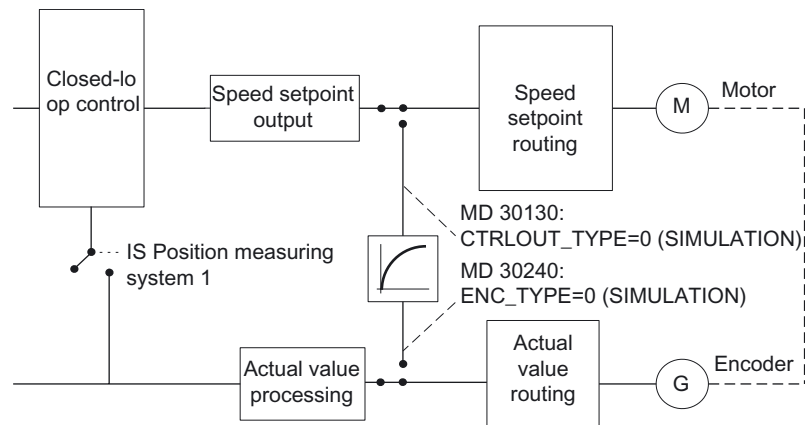 Closed-lo
op control
Speed setpoint
output
Speed
setpoint
routing
M
Motor
MD 30130:
CTRLOUT_TYPE=0 (SIMULATION)
IS Position measuring
system 1
MD 30240:
ENC_TYPE=0 (SIMULATION)
Actual value
processing
Actual
value
routing
G
Encoder